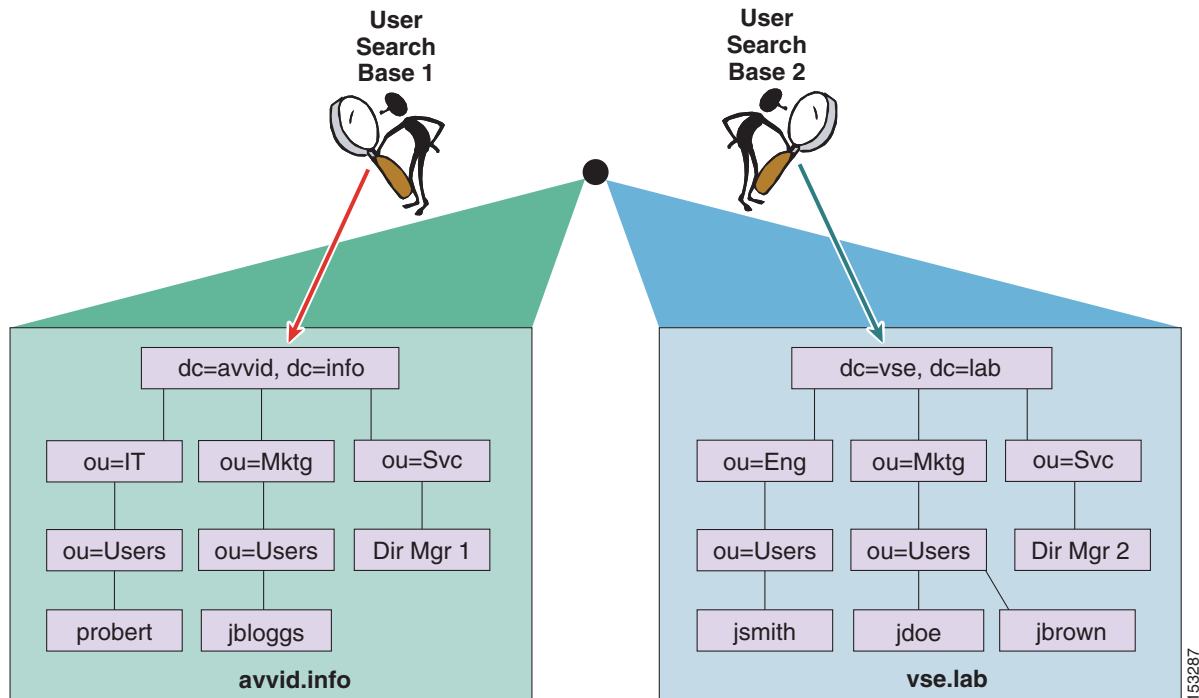 User
Search
Base 1
User
Search
Base 2
dc=avvid, dc=info
ou=IT
ou=Mktg
ou=Svc
ou=Users
ou=Users
Dir Mgr 1
probert
jbloggs
avvid.info
dc=vse, dc=lab
ou=Eng
ou=Mktg
ou=Svc
ou=Users
ou=Users
Dir Mgr 2
jsmith
jdoe
jbrown
vse.lab
153287